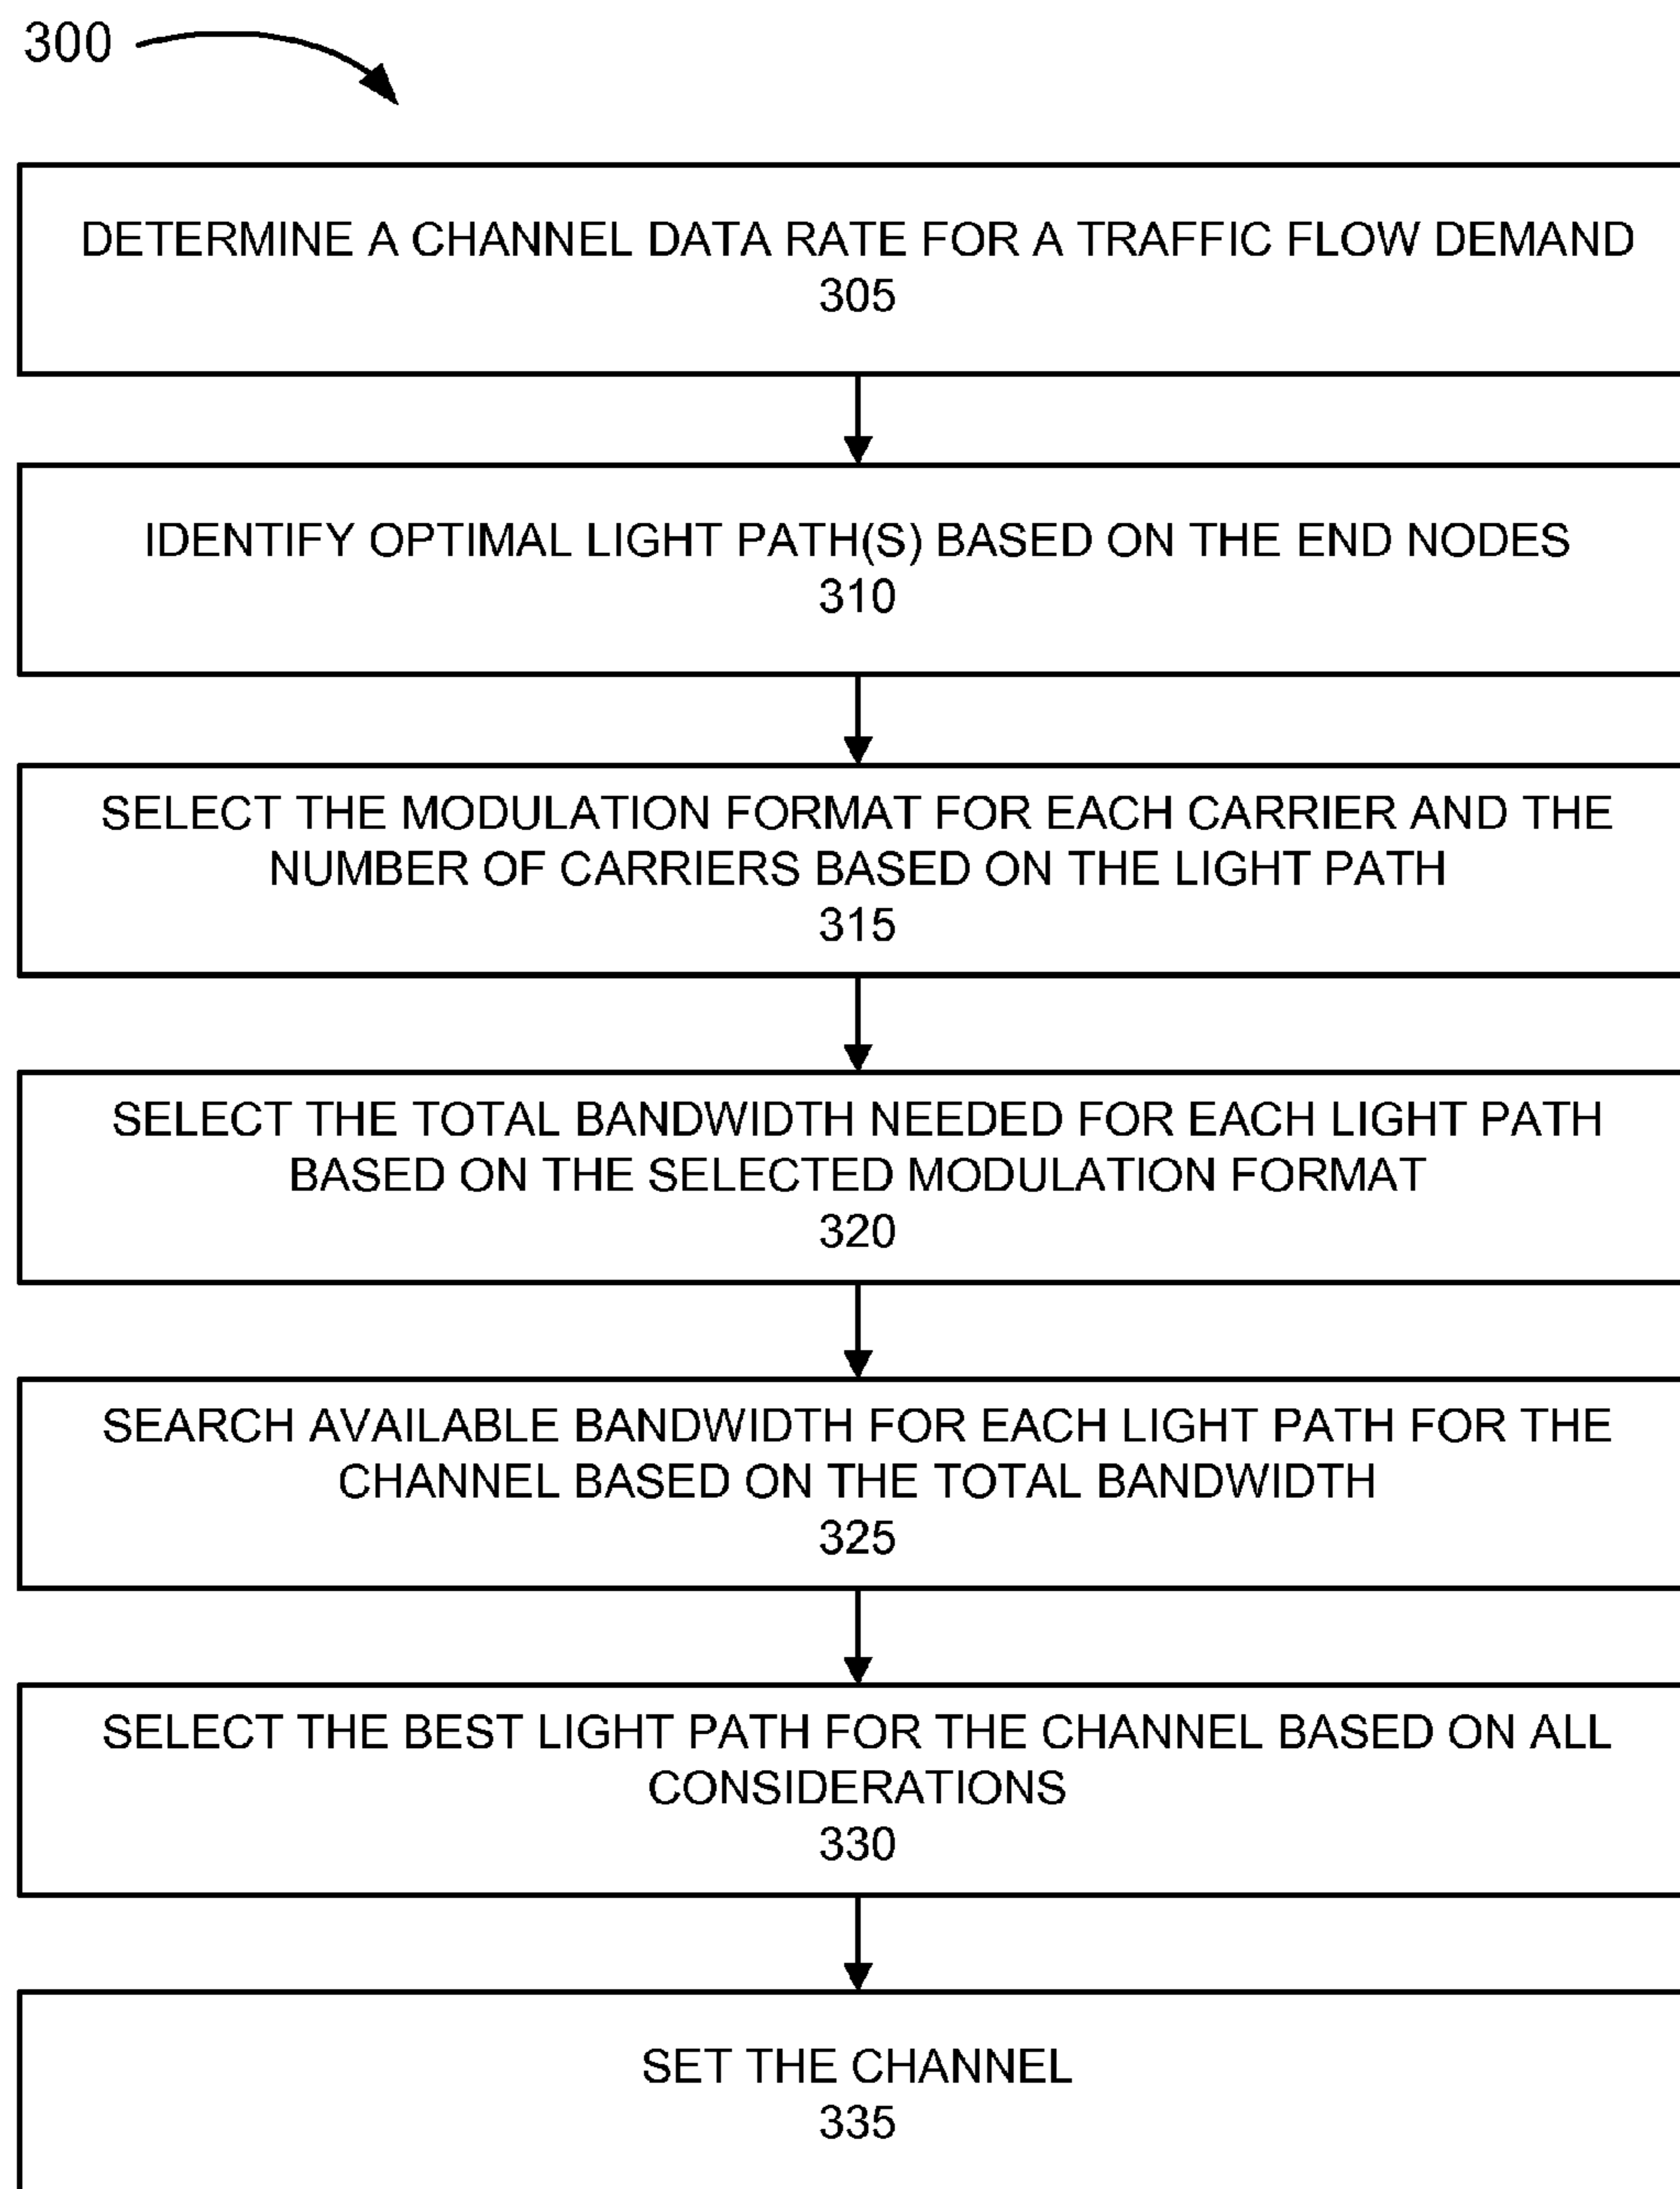 300
DETERMINE A CHANNEL DATA RATE FOR A TRAFFIC FLOW DEMAND
305
IDENTIFY OPTIMAL LIGHT PATH(S) BASED ON THE END NODES
310
SELECT THE MODULATION FORMAT FOR EACH CARRIER AND THE
NUMBER OF CARRIERS BASED ON THE LIGHT PATH
315
SELECT THE TOTAL BANDWIDTH NEEDED FOR EACH LIGHT PATH
BASED ON THE SELECTED MODULATION FORMAT
320
SEARCH AVAILABLE BANDWIDTH FOR EACH LIGHT PATH FOR THE
CHANNEL BASED ON THE TOTAL BANDWIDTH
325
SELECT THE BEST LIGHT PATH FOR THE CHANNEL BASED ON ALL
CONSIDERATIONS
330
SET THE CHANNEL
335